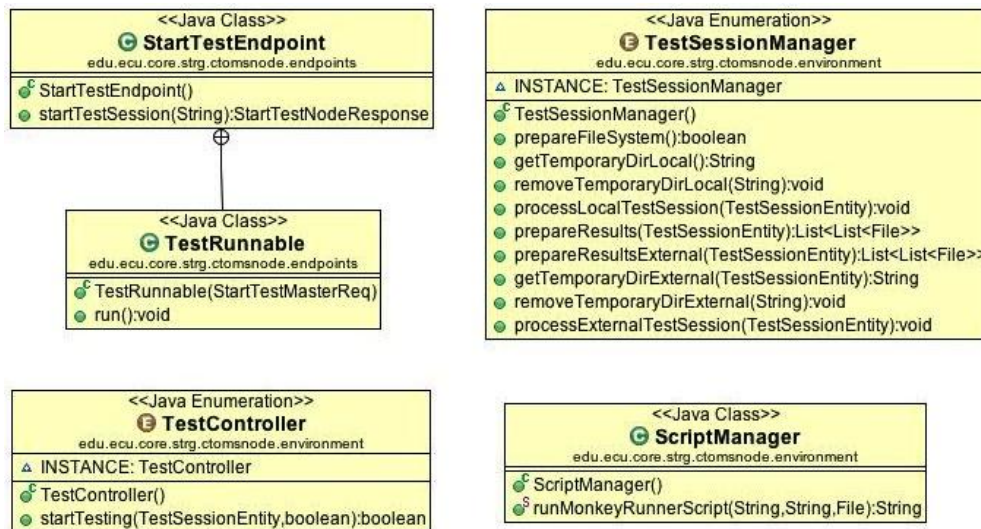 <<Java Class>>
StartTestEndpoint
edu.ecu.core.strg.ctomsnode.endpoints
StartTestEndpoint()
startTestSession(String):StartTestNodeResponse
<<Java Class>>
TestRunnable
edu.ecu.core.strg.ctomsnode.endpoints
TestRunnable(StartTestMasterReq)
run():void
<<Java Enumeration>>
TestSessionManager
edu.ecu.core.strg.ctomsnode.environment
INSTANCE: TestSessionManager
TestSessionManager()
prepareFileSystem():boolean
getTemporaryDirLocal():String
removeTemporaryDirLocal(String):void
processLocalTestSession(TestSessionEntity):void
prepareResults(TestSessionEntity):List<List<File>>
prepareResultsExternal(TestSessionEntity):List<List<File>>
getTemporaryDirExternal(TestSessionEntity):String
removeTemporaryDirExternal(String):void
processExternalTestSession(TestSessionEntity):void
<<Java Enumeration>>
TestController
edu.ecu.core.strg.ctomsnode.environment
INSTANCE: TestController
TestController()
startTesting(TestSessionEntity,boolean):boolean
<<Java Class>>
ScriptManager
edu.ecu.core.strg.ctomsnode.environment
ScriptManager()
runMonkeyRunnerScript(String,String,File):String